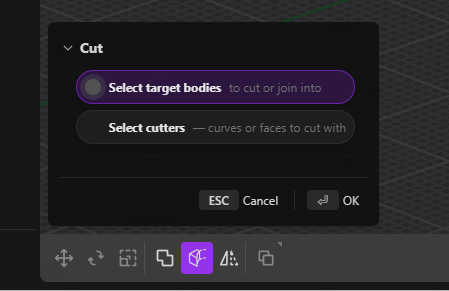 Cut
Select target bodies to cut or join into
Select cutters — curves or faces to cut with
ESC Cancel OK